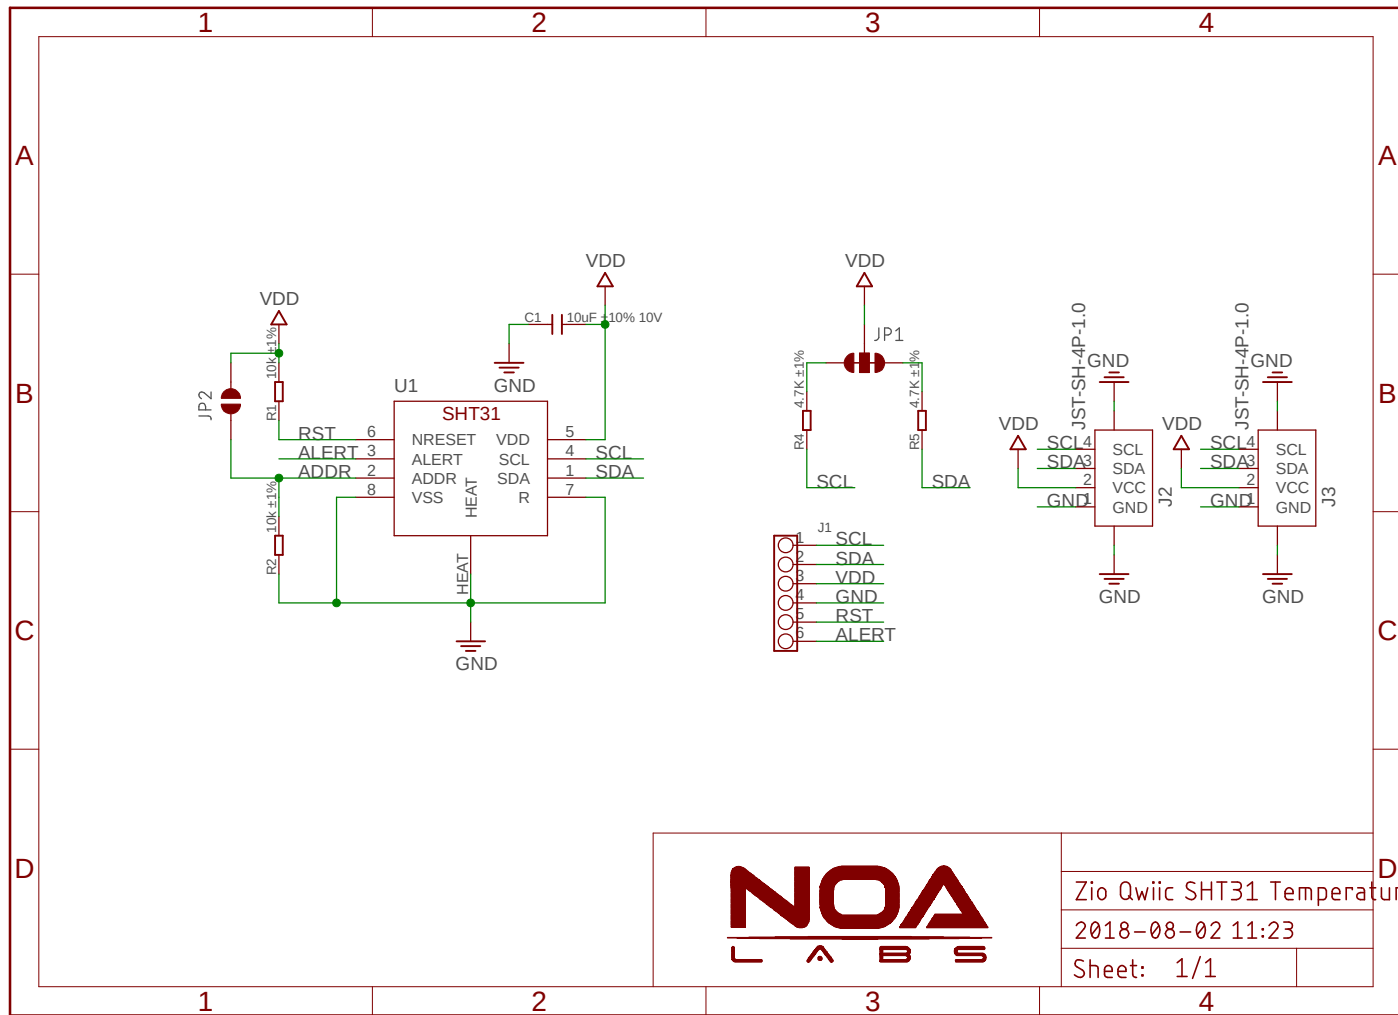 1 2 3 4
A A
VDD
VDD
VDD
C1 10uF ±10% 10V
JP1
JST-SH-4P-1.0
JST-SH-4P-1.0
10k ±1%
R1
JP2
U1
GND
4.7K ±1%
R4
4.7K ±1%
R5
GND
GND
B B
SHT31
VDD
VDD
RST 6 NRESET VDD 5
ALERT 3 ALERT SCL 4 SCL
ADDR 2 ADDR SDA 1 SDA
8 VSS HEAT R 7
SCL 4 SCL
SDA 3 SDA
2 VCC
GND 1 GND
J2
SCL 4 SCL
SDA 3 SDA
2 VCC
GND 1 GND
J3
SCL
SDA
10k ±1%
R2
HEAT
J1
1 SCL
2 SDA
3 VDD
4 GND
5 RST
6 ALERT
GND
GND
GND
C C
D D
NOA
LABS
Zio Qwiic SHT31 Temperatur
2018-08-02 11:23
Sheet: 1/1
1 2 3 4